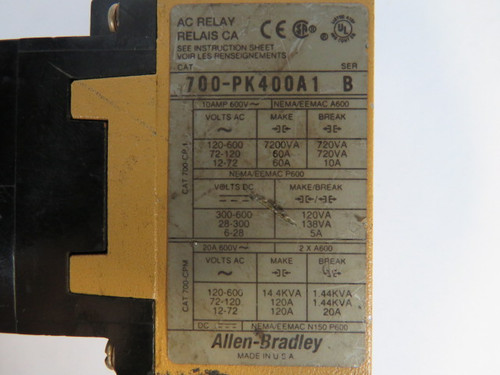 AC RELAY
RELAIS CA
CE SA UL
SEE INSTRUCTION SHEET
VOIR LES RENSEIGNEMENTS
CAT. SER
700-PK400A1 B
10AMP 600V~ NEMA/EEMAC A600
VOLTS AC MAKE BREAK
120-600 7200VA 720VA
72-120 60A 720VA
12-72 60A 10A
NEMA/EEMAC P600
VOLTS DC MAKE/BREAK
300-600 120VA
28-300 138VA
6-28 5A
CAT 700-CPM
20A 600V~ 2 X A600
VOLTS AC MAKE BREAK
120-600 14.4KVA 1.44KVA
72-120 120A 1.44KVA
12-72 120A 20A
DC NEMA/EEMAC N150 P600
Allen-Bradley
MADE IN U.S.A